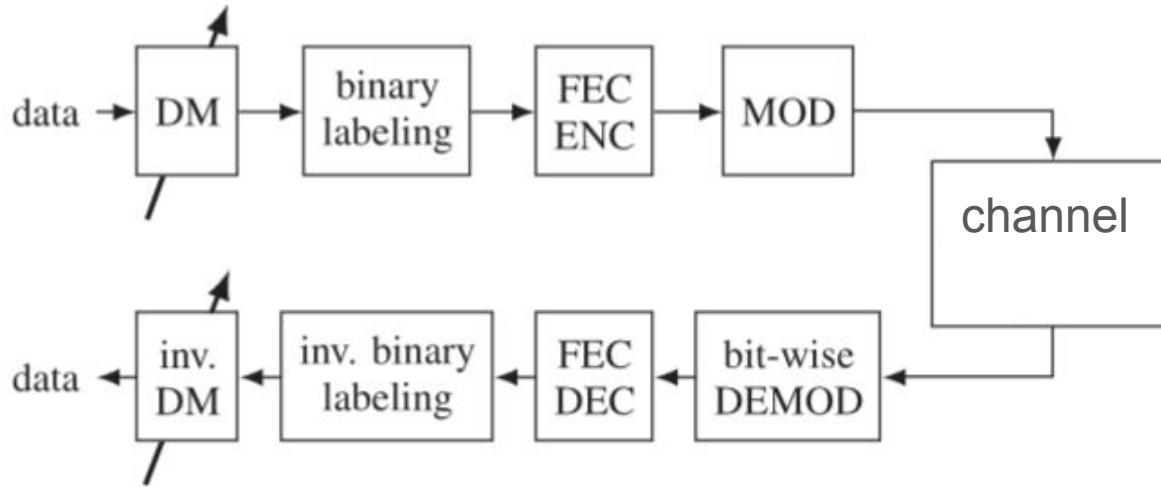 data
DM
binary
labeling
FEC
ENC
MOD
channel
data
inv.
DM
inv. binary
labeling
FEC
DEC
bit-wise
DEMOD